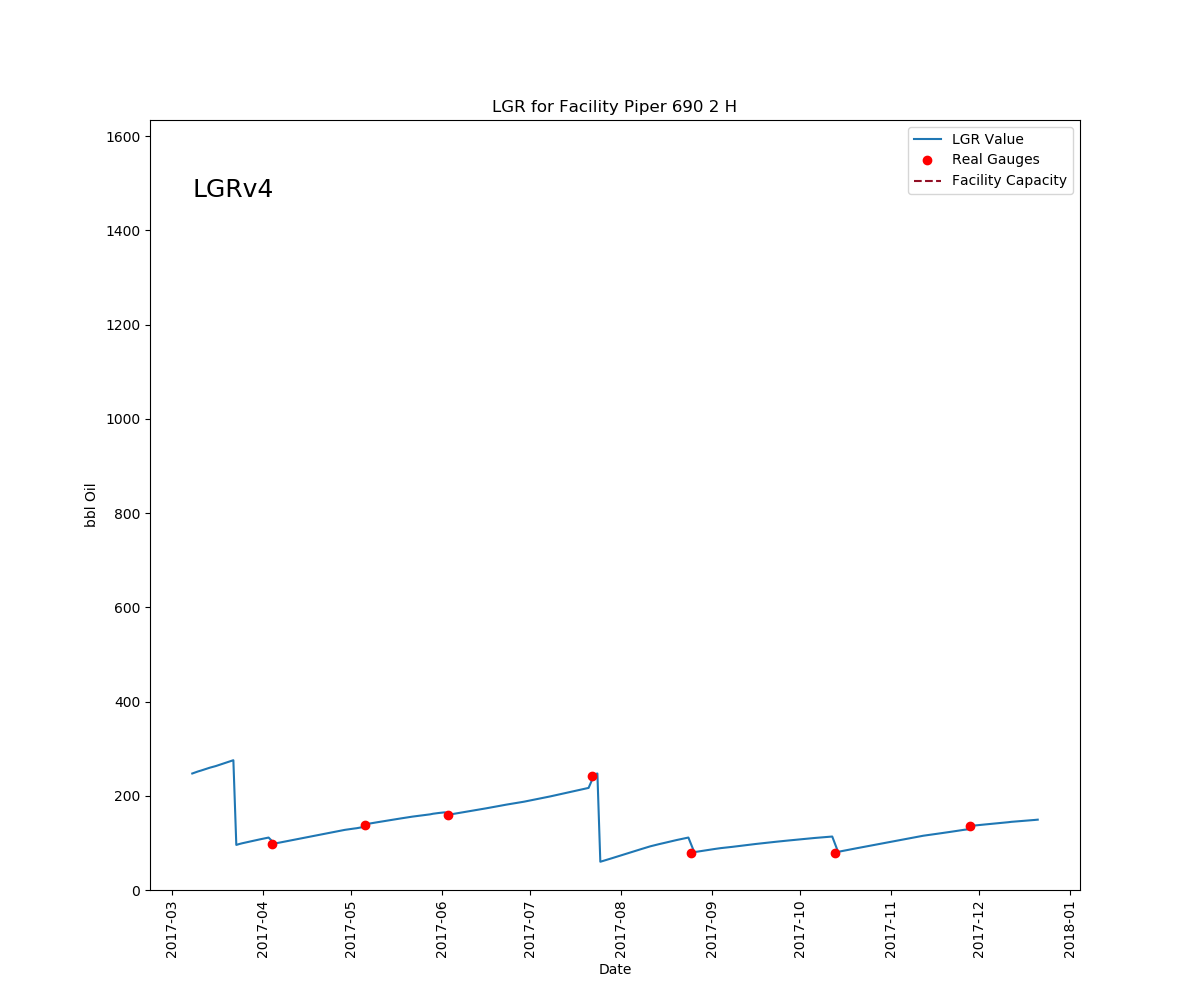 LGR for Facility Piper 690 2 H
LGRv4
LGR Value
Real Gauges
Facility Capacity
1600
1400
1200
1000
800
600
400
200
0
bbl Oil
2017-03
2017-04
2017-05
2017-06
2017-07
2017-08
2017-09
2017-10
2017-11
2017-12
2018-01
Date